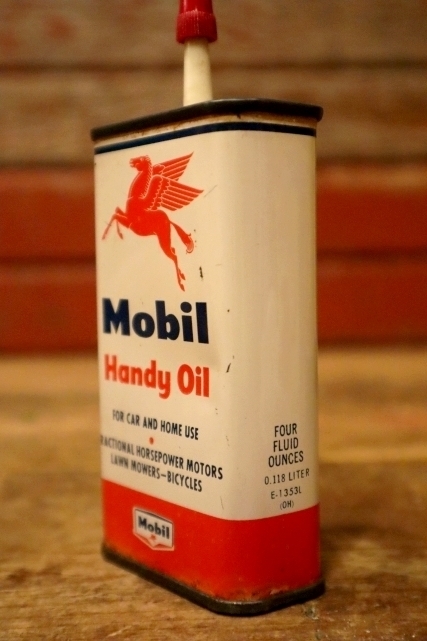 Mobil
Handy Oil
FOR CAR AND HOME USE
FRACTIONAL HORSEPOWER MOTORS
LAWN MOWERS–BICYCLES
Mobil
FOUR
FLUID
OUNCES
0.118 LITER
E-1353L
(OH)